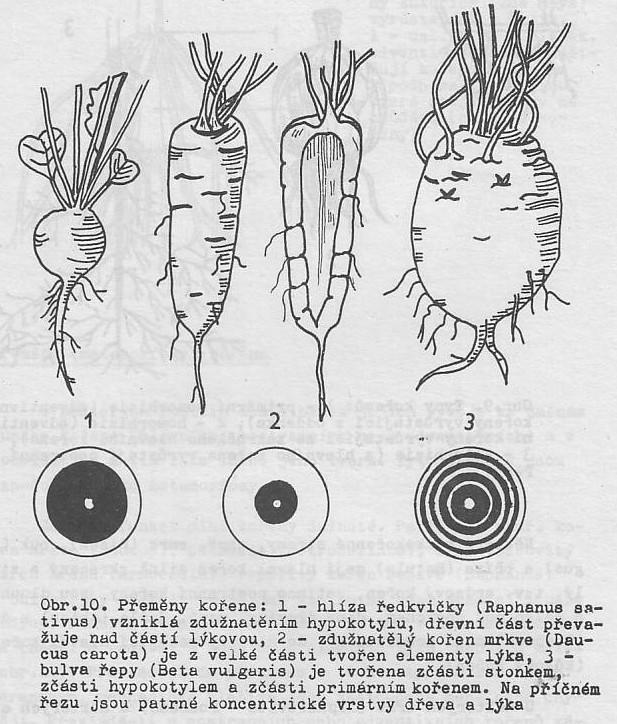 1
2
3
Obr.10. Přeměny kořene: 1 - hlíza ředkvičky (Raphanus sa-
tivus) vzniklá zdužnatěním hypokotylu, dřevní část převa-
žuje nad částí lýkovou, 2 - zdužnatělý kořen mrkve (Dau-
cus carota) je z velké části tvořen elementy lýka, 3 -
bulva řepy (Beta vulgaris) je tvořena zčásti stonkem,
zčásti hypokotylem a zčásti primárním kořenem. Na příčném
řezu jsou patrné koncentrické vrstvy dřeva a lýka